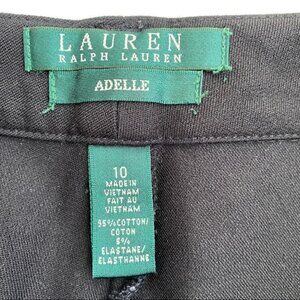 LAUREN
RALPH LAUREN
ADELLE
10
MADE IN
VIETNAM
FAIT AU
VIETNAM
95% COTTON/
COTON
5%
ELASTANE/
ELASTHANNE